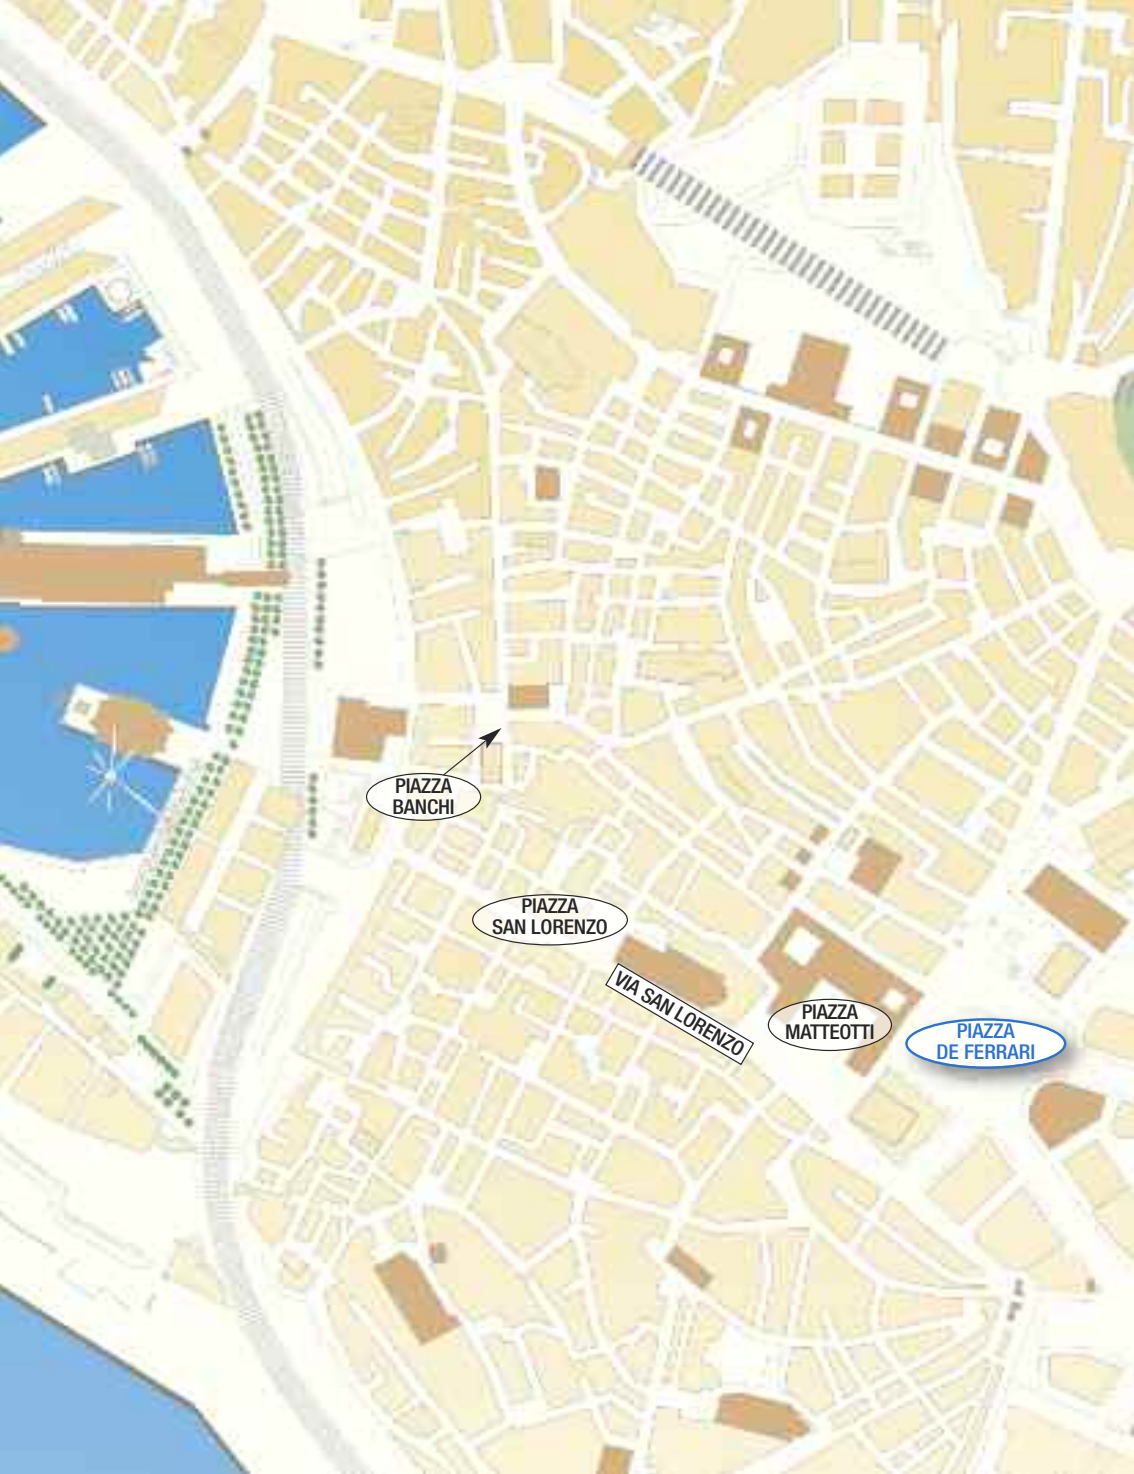 PIAZZA
BANCHI
PIAZZA
SAN LORENZO
VIA SAN LORENZO
PIAZZA
MATTEOTTI
PIAZZA
DE FERRARI